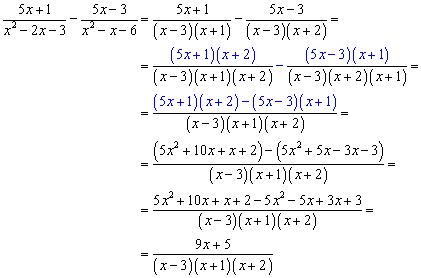 (5x+1)/(x²−2x−3) − (5x−3)/(x²−x−6) = (5x+1)/((x−3)(x+1)) − (5x−3)/((x−3)(x+2)) =
= ((5x+1)(x+2))/((x−3)(x+1)(x+2)) − ((5x−3)(x+1))/((x−3)(x+2)(x+1)) =
= ((5x+1)(x+2)−(5x−3)(x+1))/((x−3)(x+1)(x+2)) =
= ((5x²+10x+x+2)−(5x²+5x−3x−3))/((x−3)(x+1)(x+2)) =
= (5x²+10x+x+2−5x²−5x+3x+3)/((x−3)(x+1)(x+2)) =
= (9x+5)/((x−3)(x+1)(x+2))